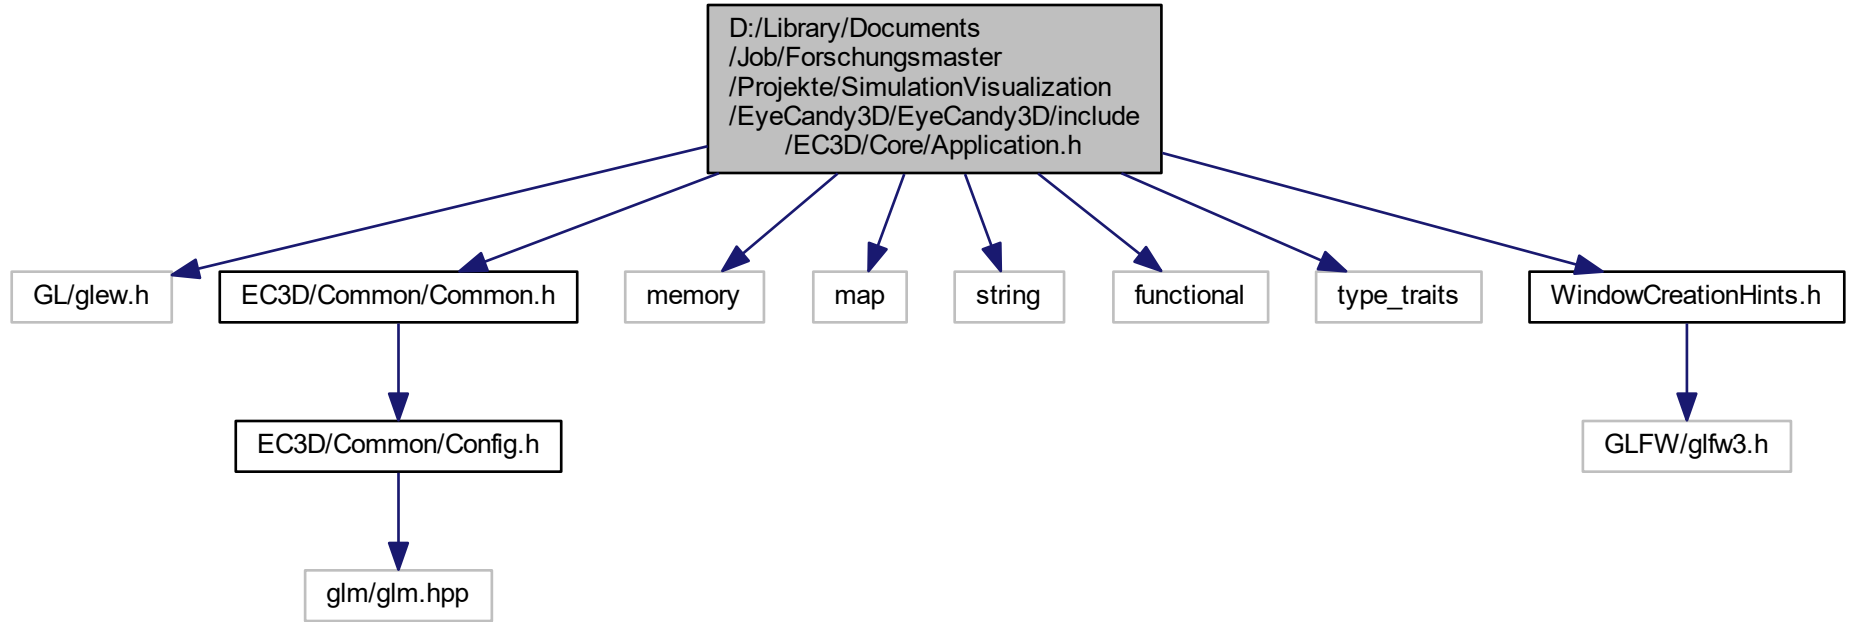 D:/Library/Documents
/Job/Forschungsmaster
/Projekte/SimulationVisualization
/EyeCandy3D/EyeCandy3D/include
/EC3D/Core/Application.h
GL/glew.h
EC3D/Common/Common.h
memory
map
string
functional
type_traits
WindowCreationHints.h
EC3D/Common/Config.h
GLFW/glfw3.h
glm/glm.hpp